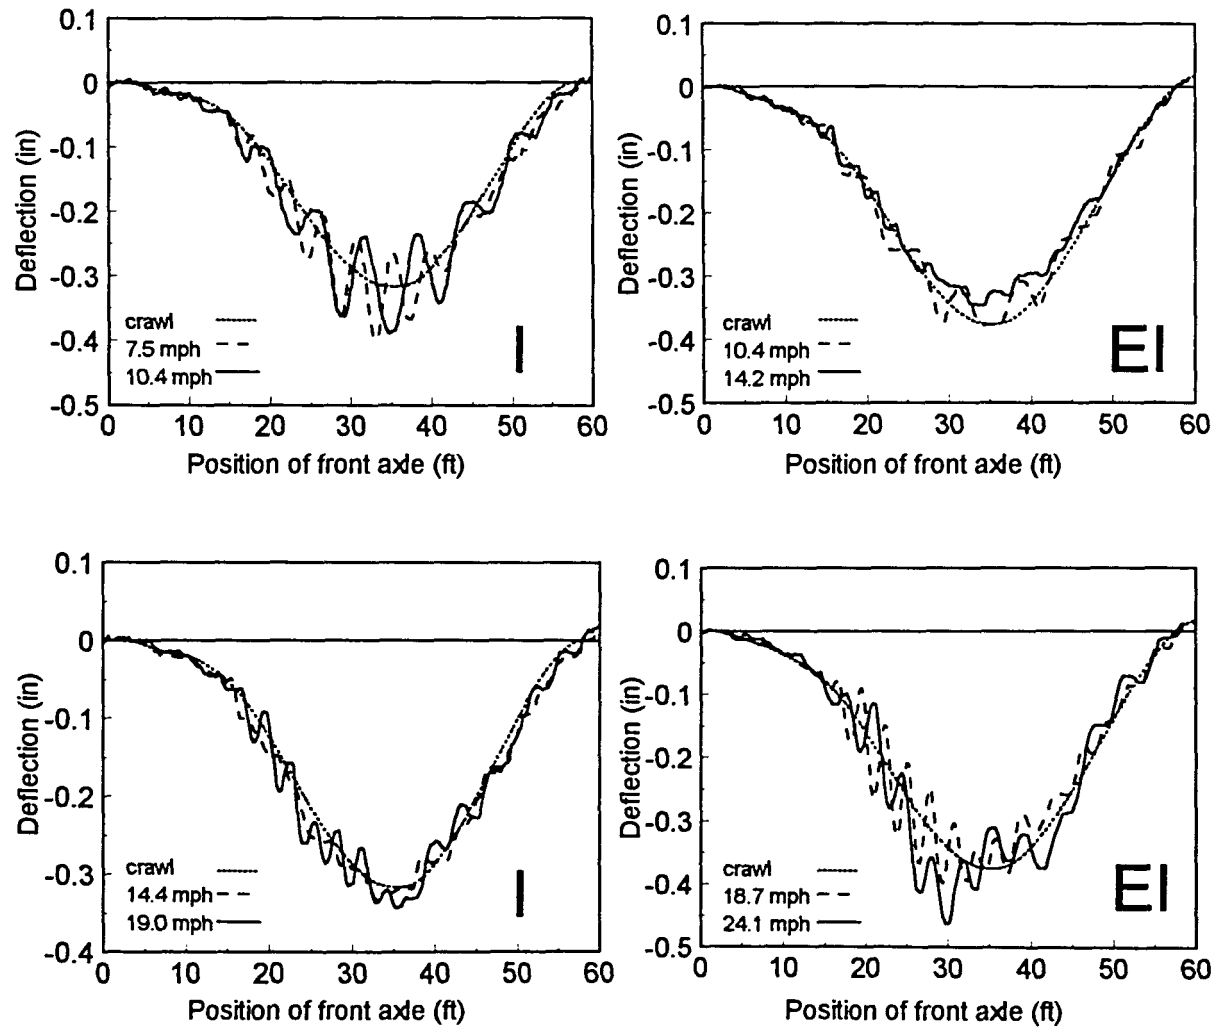 0.1
0
-0.1
-0.2
-0.3
-0.4
-0.5
Deflection (in)
crawl
7.5 mph
10.4 mph
I
0 10 20 30 40 50 60
Position of front axle (ft)
0.1
0
-0.1
-0.2
-0.3
-0.4
-0.5
Deflection (in)
crawl
10.4 mph
14.2 mph
EI
0 10 20 30 40 50 60
Position of front axle (ft)
0.1
0
-0.1
-0.2
-0.3
-0.4
Deflection (in)
crawl
14.4 mph
19.0 mph
I
0 10 20 30 40 50 60
Position of front axle (ft)
0.1
0
-0.1
-0.2
-0.3
-0.4
-0.5
Deflection (in)
crawl
18.7 mph
24.1 mph
EI
0 10 20 30 40 50 60
Position of front axle (ft)